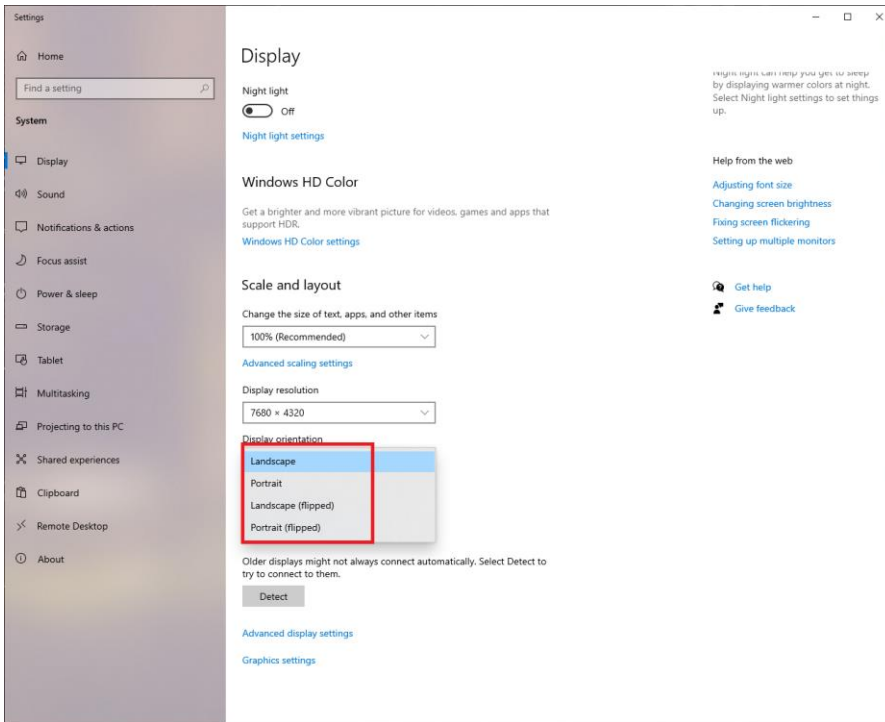 Settings
Home
Find a setting
System
Display
Sound
Notifications & actions
Focus assist
Power & sleep
Storage
Tablet
Multitasking
Projecting to this PC
Shared experiences
Clipboard
Remote Desktop
About
Display
Night light
Off
Night light settings
Windows HD Color
Get a brighter and more vibrant picture for videos, games and apps that
support HDR.
Windows HD Color settings
Scale and layout
Change the size of text, apps, and other items
100% (Recommended)
Advanced scaling settings
Display resolution
7680 × 4320
Display orientation
Landscape
Portrait
Landscape (flipped)
Portrait (flipped)
Older displays might not always connect automatically. Select Detect to
try to connect to them.
Detect
Advanced display settings
Graphics settings
Night light can help you get to sleep
by displaying warmer colors at night.
Select Night light settings to set things
up.
Help from the web
Adjusting font size
Changing screen brightness
Fixing screen flickering
Setting up multiple monitors
Get help
Give feedback